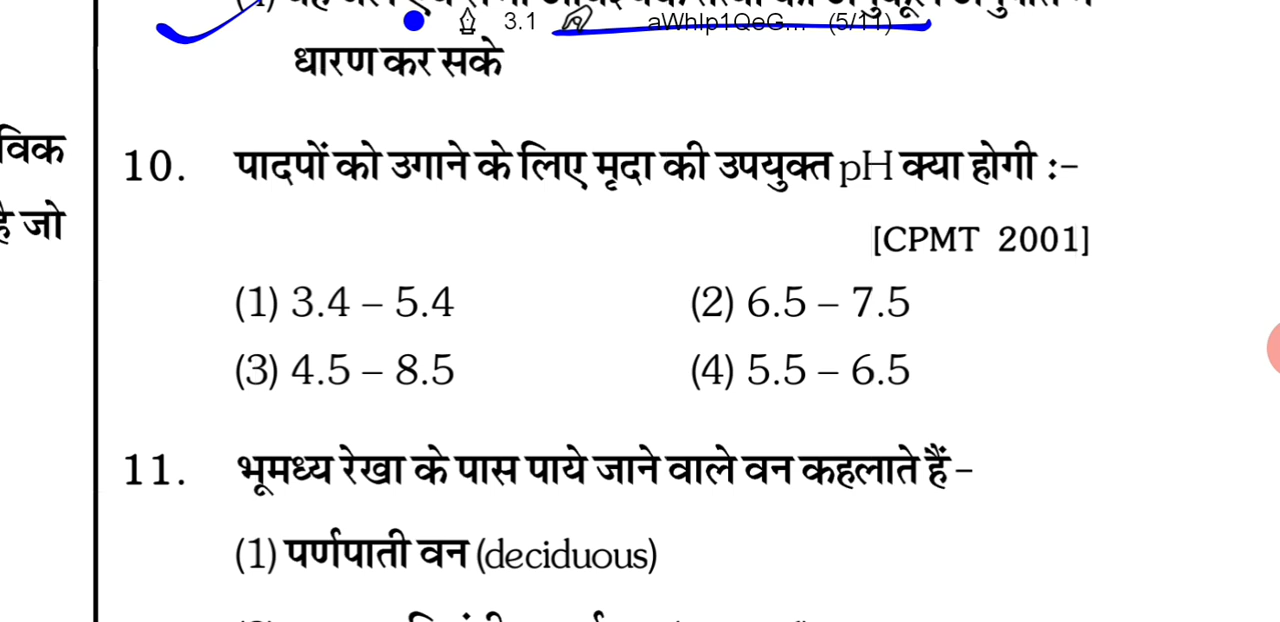 3.1 aWhIp1QeG... (5/11)
धारण कर सके
विक
है जो
10. पादपों को उगाने के लिए मृदा की उपयुक्त pH क्या होगी :–
[CPMT 2001]
(1) 3.4 – 5.4 (2) 6.5 – 7.5
(3) 4.5 – 8.5 (4) 5.5 – 6.5
11. भूमध्य रेखा के पास पाये जाने वाले वन कहलाते हैं –
(1) पर्णपाती वन (deciduous)